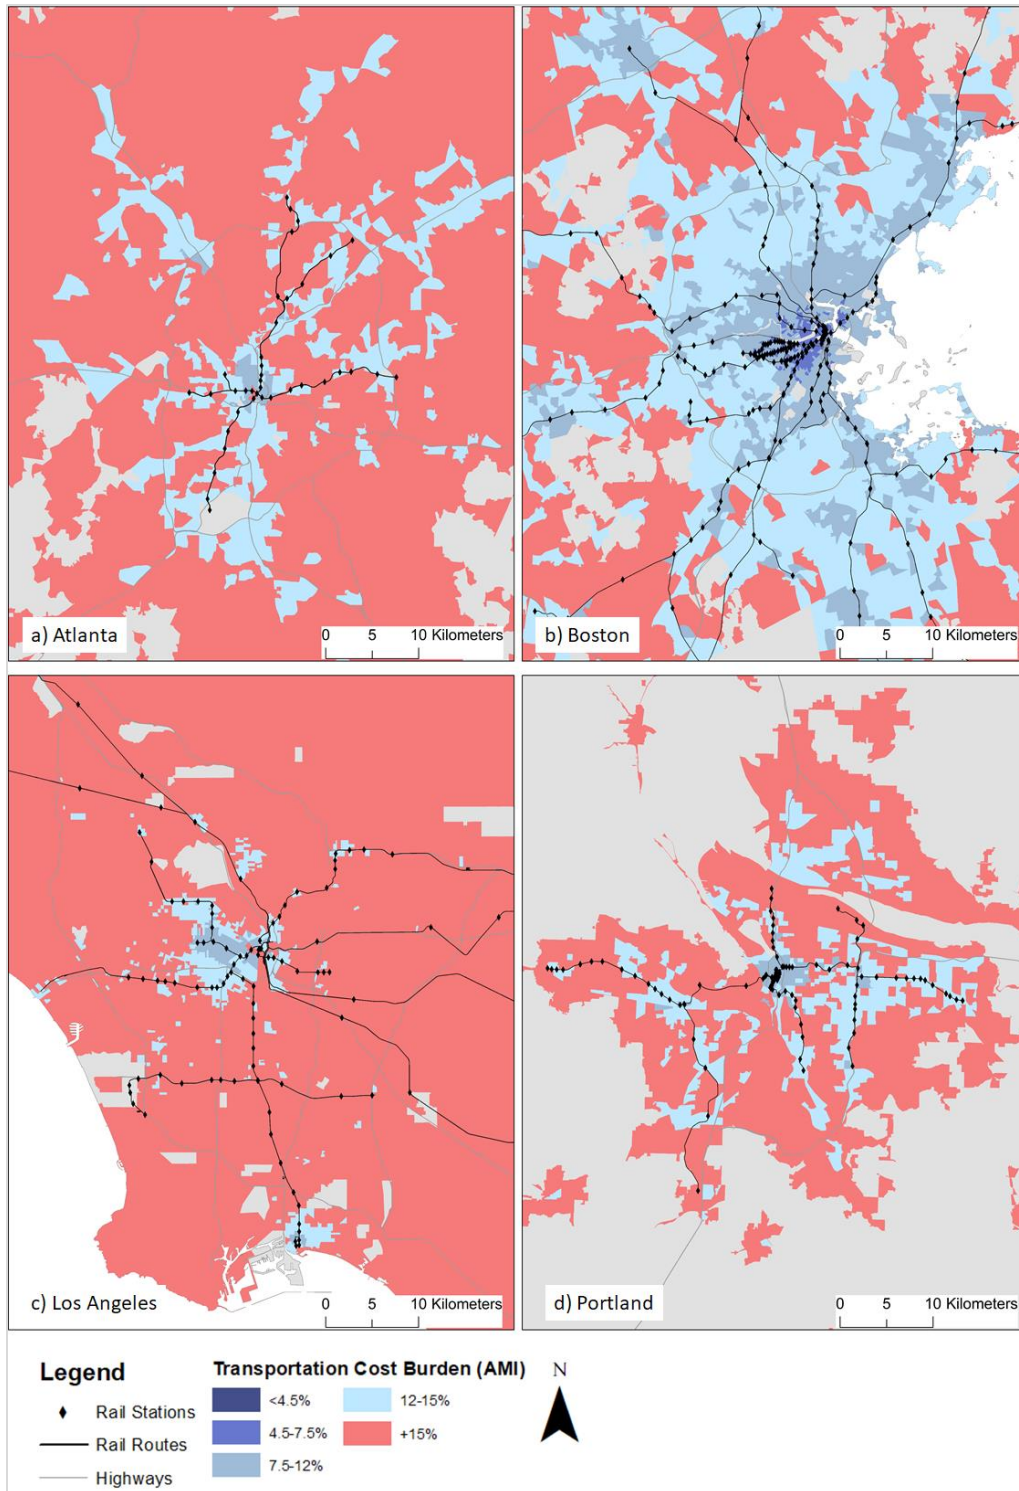 a) Atlanta
0 5 10 Kilometers
b) Boston
0 5 10 Kilometers
c) Los Angeles
0 5 10 Kilometers
d) Portland
0 5 10 Kilometers
Legend
Rail Stations
Rail Routes
Highways
Transportation Cost Burden (AMI)
<4.5%
4.5-7.5%
7.5-12%
12-15%
+15%
N